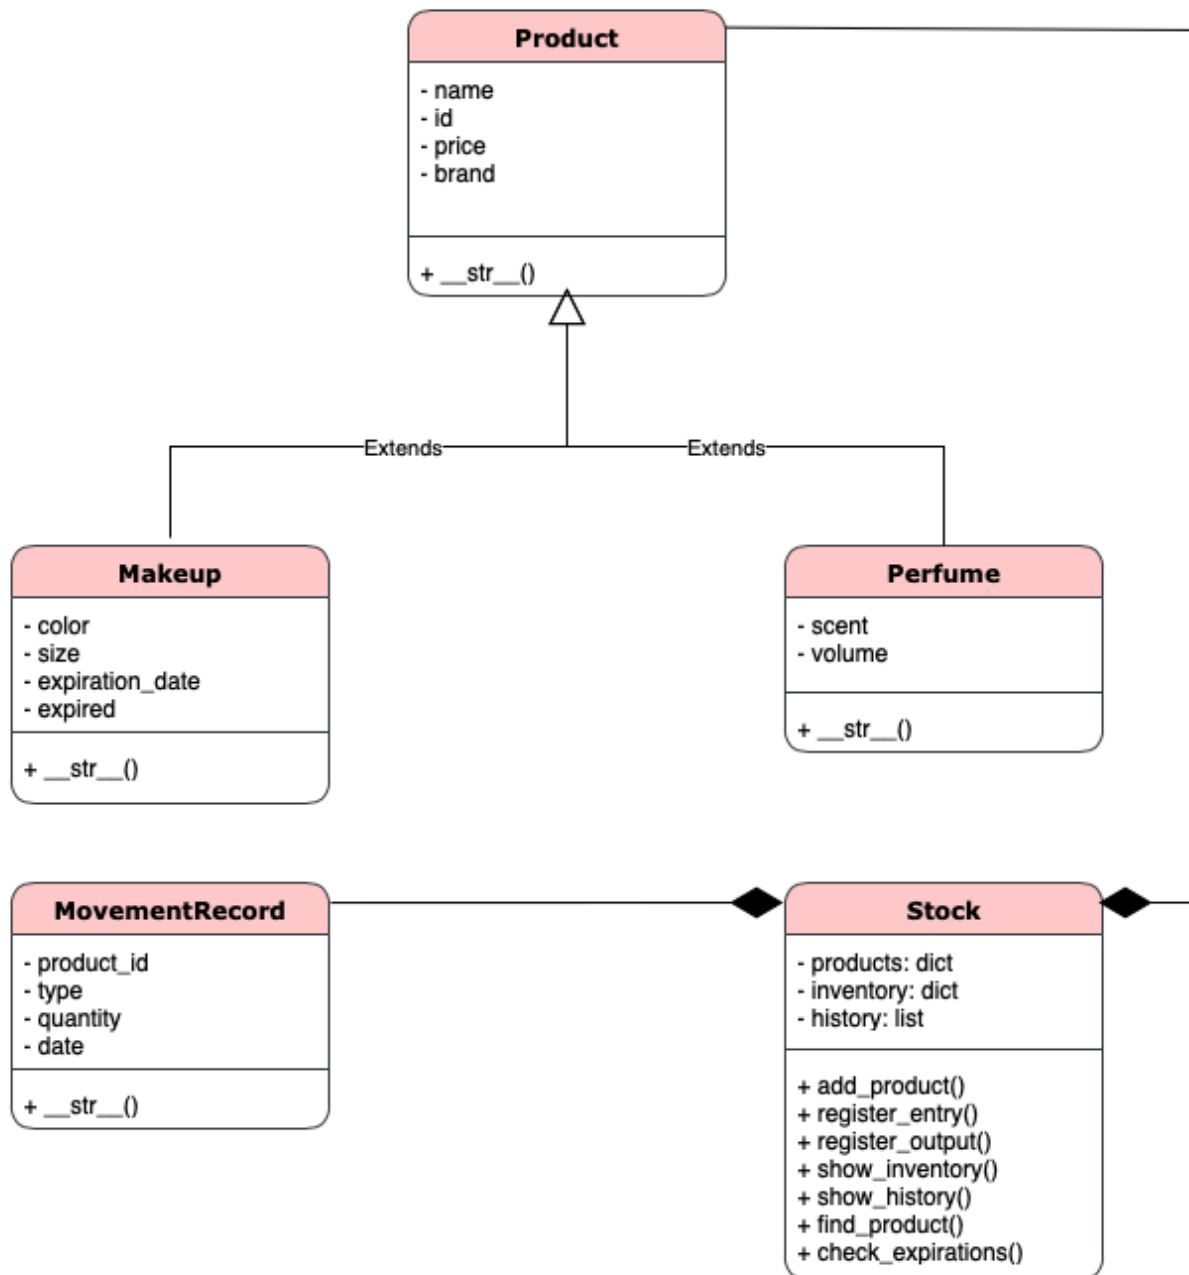 Product
- name
- id
- price
- brand
+ __str__()
Extends
Extends
Makeup
- color
- size
- expiration_date
- expired
+ __str__()
Perfume
- scent
- volume
+ __str__()
MovementRecord
- product_id
- type
- quantity
- date
+ __str__()
Stock
- products: dict
- inventory: dict
- history: list
+ add_product()
+ register_entry()
+ register_output()
+ show_inventory()
+ show_history()
+ find_product()
+ check_expirations()